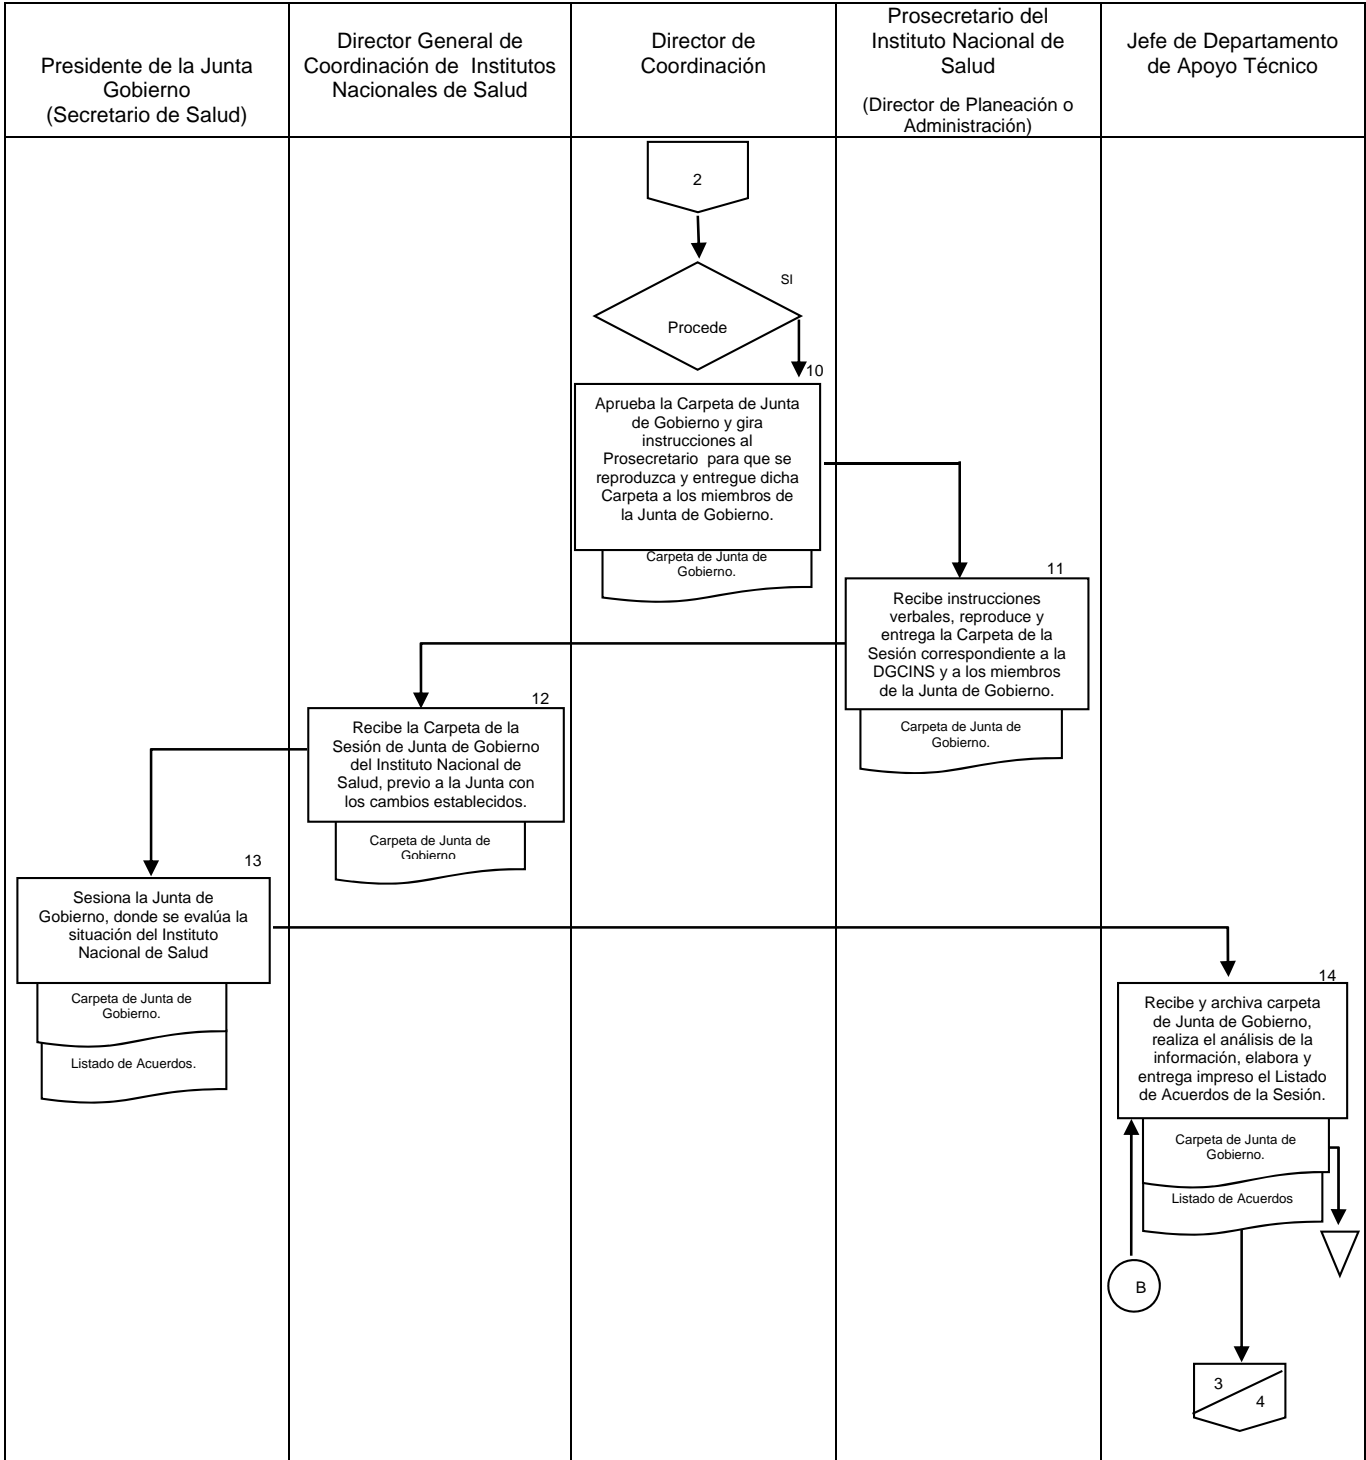 Presidente de la Junta
Gobierno
(Secretario de Salud)
Director General de
Coordinación de Institutos
Nacionales de Salud
Director de
Coordinación
Prosecretario del
Instituto Nacional de
Salud
(Director de Planeación o
Administración)
Jefe de Departamento
de Apoyo Técnico
2
SI
Procede
10
Aprueba la Carpeta de Junta
de Gobierno y gira
instrucciones al
Prosecretario para que se
reproduzca y entregue dicha
Carpeta a los miembros de
la Junta de Gobierno.
Carpeta de Junta de
Gobierno.
11
Recibe instrucciones
verbales, reproduce y
entrega la Carpeta de la
Sesión correspondiente a la
DGCINS y a los miembros
de la Junta de Gobierno.
Carpeta de Junta de
Gobierno.
12
Recibe la Carpeta de la
Sesión de Junta de Gobierno
del Instituto Nacional de
Salud, previo a la Junta con
los cambios establecidos.
Carpeta de Junta de
Gobierno
13
Sesiona la Junta de
Gobierno, donde se evalúa la
situación del Instituto
Nacional de Salud
Carpeta de Junta de
Gobierno.
Listado de Acuerdos.
14
Recibe y archiva carpeta
de Junta de Gobierno,
realiza el análisis de la
información, elabora y
entrega impreso el Listado
de Acuerdos de la Sesión.
Carpeta de Junta de
Gobierno.
Listado de Acuerdos
B
3
4